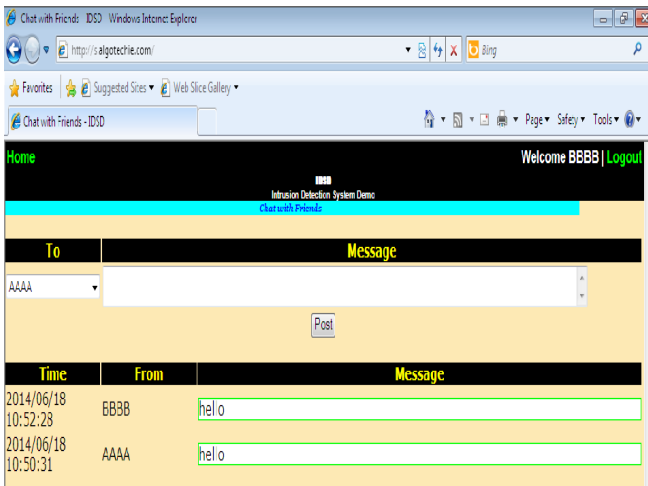 Chat with Friends - IDSD - Windows Internet Explorer
http://s.algotechie.com/
Bing
Favorites Suggested Sites Web Slice Gallery
Chat with Friends - IDSD Page Safety Tools
Home Welcome BBBB | Logout
IDSD
Intrusion Detection System Demo
Chat with Friends
To Message
AAAA
Post
Time From Message
2014/06/18
10:52:28
BBBB hello
2014/06/18
10:50:31
AAAA hello